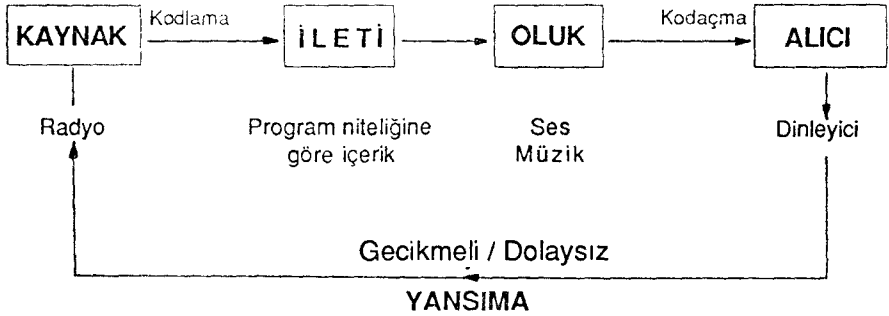 KAYNAK Kodlama İLETİ OLUK Kodaçma ALICI
Radyo Program niteliğine Ses Dinleyici
göre içerik Müzik
Gecikmeli / Dolaysız
YANSIMA